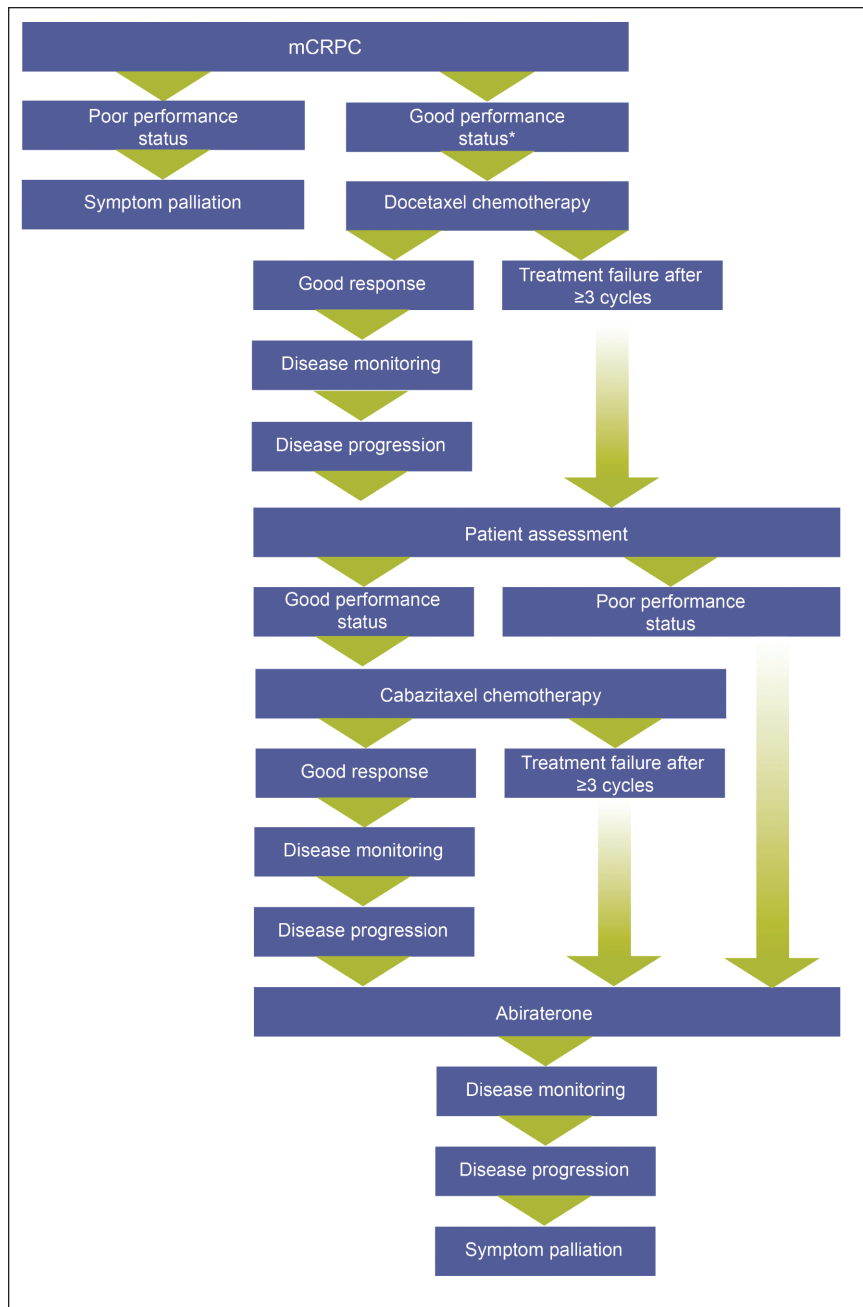 mCRPC
Poor performance
status
Good performance
status*
Symptom palliation
Docetaxel chemotherapy
Good response
Treatment failure after
≥3 cycles
Disease monitoring
Disease progression
Patient assessment
Good performance
status
Poor performance
status
Cabazitaxel chemotherapy
Good response
Treatment failure after
≥3 cycles
Disease monitoring
Disease progression
Abiraterone
Disease monitoring
Disease progression
Symptom palliation